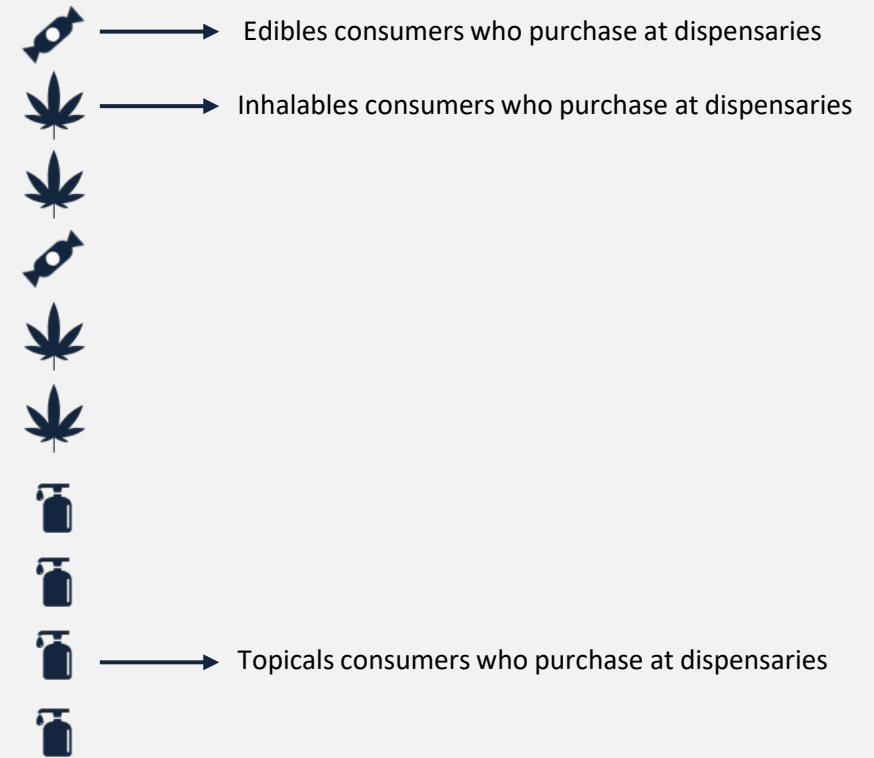 Edibles consumers who purchase at dispensaries
Inhalables consumers who purchase at dispensaries
Topicals consumers who purchase at dispensaries